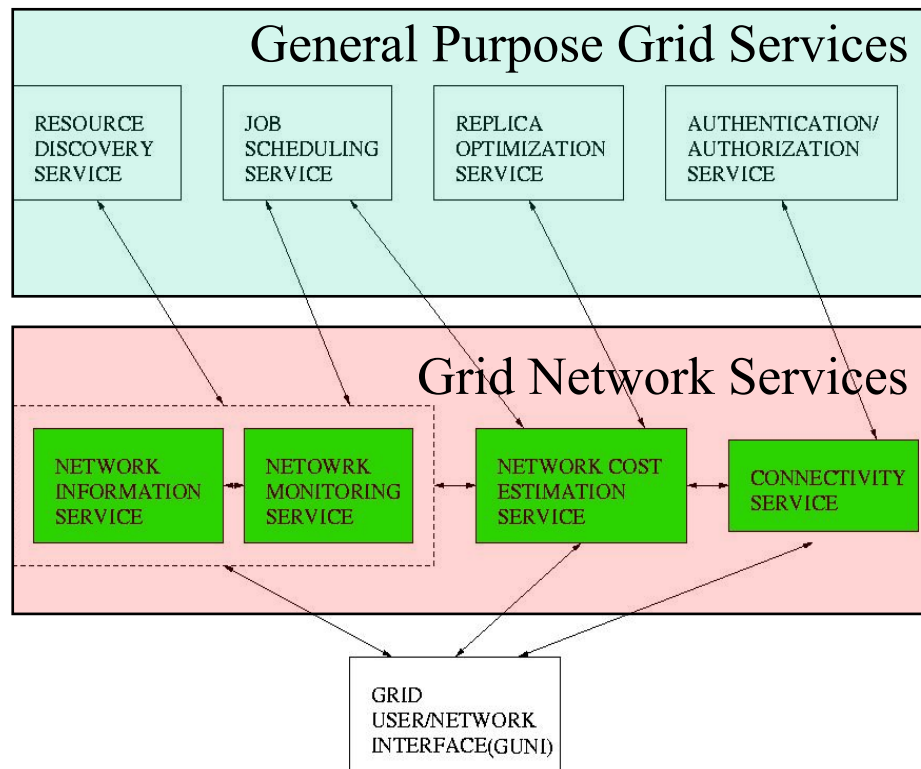 General Purpose Grid Services
RESOURCE
DISCOVERY
SERVICE
JOB
SCHEDULING
SERVICE
REPLICA
OPTIMIZATION
SERVICE
AUTHENTICATION/
AUTHORIZATION
SERVICE
Grid Network Services
NETWORK
INFORMATION
SERVICE
NETOWRK
MONITORING
SERVICE
NETWORK COST
ESTIMATION
SERVICE
CONNECTIVITY
SERVICE
GRID
USER/NETWORK
INTERFACE(GUNI)